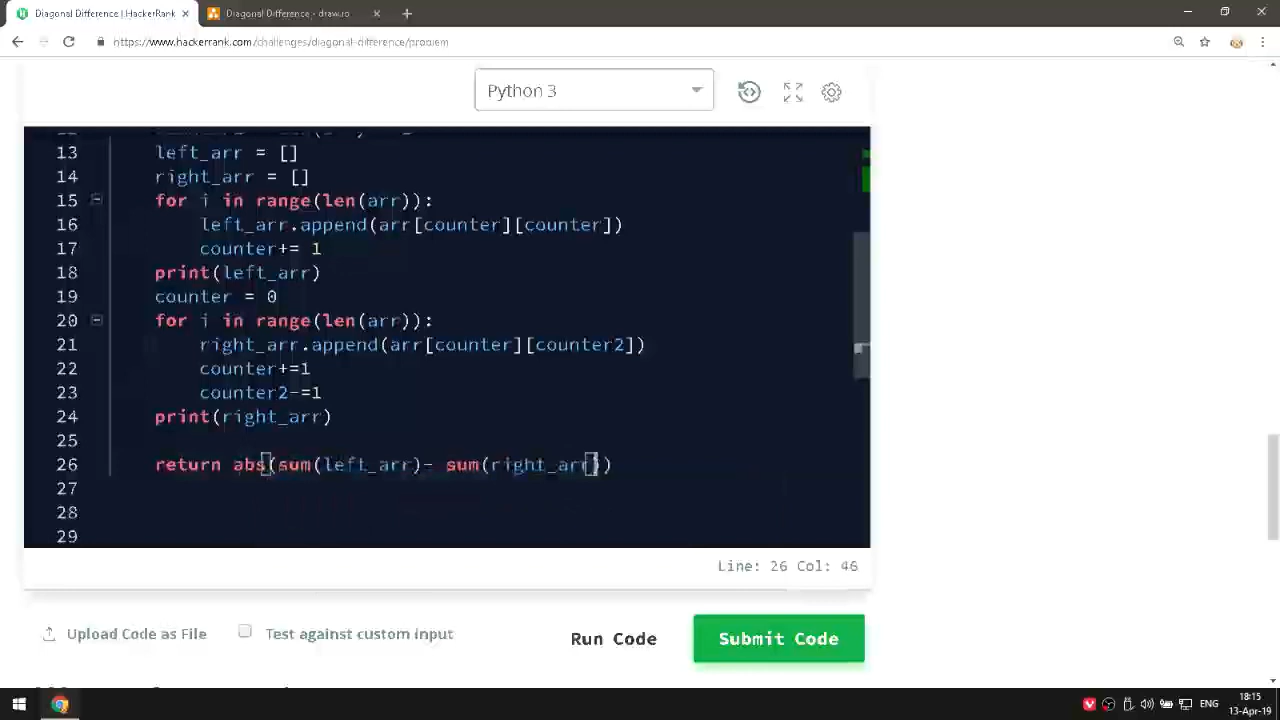 Diagonal Difference | HackerRank
Diagonal Difference - draw.io
https://www.hackerrank.com/challenges/diagonal-difference/problem
Python 3
13 left_arr = []
14 right_arr = []
15 for i in range(len(arr)):
16 left_arr.append(arr[counter][counter])
17 counter+= 1
18 print(left_arr)
19 counter = 0
20 for i in range(len(arr)):
21 right_arr.append(arr[counter][counter2])
22 counter+=1
23 counter2-=1
24 print(right_arr)
25
26 return abs(sum(left_arr)- sum(right_arr))
27
28
29
Line: 26 Col: 46
Upload Code as File
Test against custom input
Run Code
Submit Code
ENG
18:15
13-Apr-19